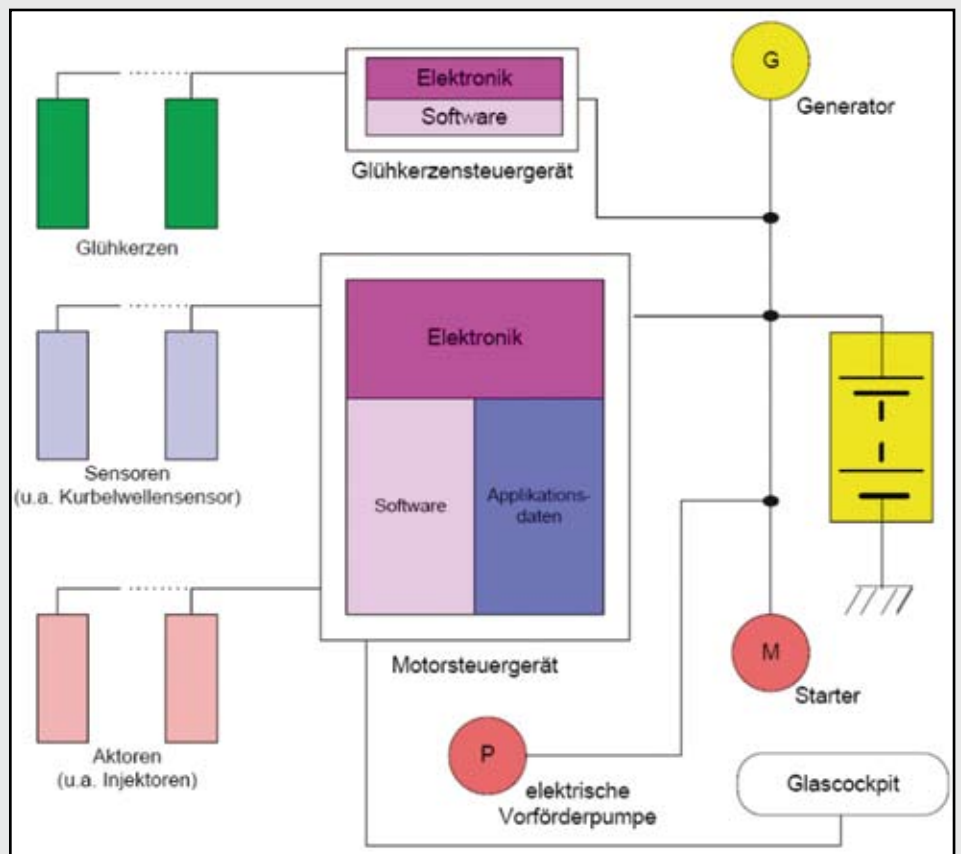 G
Generator
Elektronik
Software
Glühkerzensteuergerät
Glühkerzen
Elektronik
Software
Applikations-
daten
Motorsteuergerät
Sensoren
(u.a. Kurbelwellensensor)
Aktoren
(u.a. Injektoren)
M
Starter
P
elektrische
Vorförderpumpe
Glascockpit